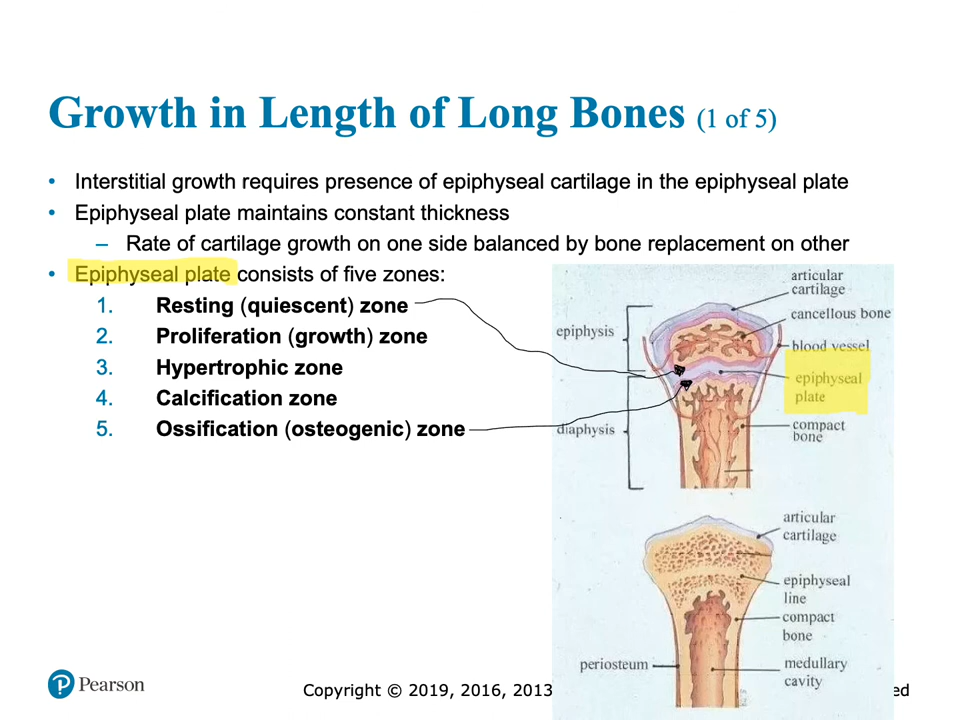 Growth in Length of Long Bones (1 of 5)
• Interstitial growth requires presence of epiphyseal cartilage in the epiphyseal plate
• Epiphyseal plate maintains constant thickness
– Rate of cartilage growth on one side balanced by bone replacement on other
• Epiphyseal plate consists of five zones:
1. Resting (quiescent) zone
2. Proliferation (growth) zone
3. Hypertrophic zone
4. Calcification zone
5. Ossification (osteogenic) zone
articular
cartilage
cancellous bone
epiphysis
blood vessel
epiphyseal
plate
compact
bone
diaphysis
articular
cartilage
epiphyseal
line
compact
bone
periosteum
medullary
cavity
P Pearson
Copyright © 2019, 2016, 2013 ed